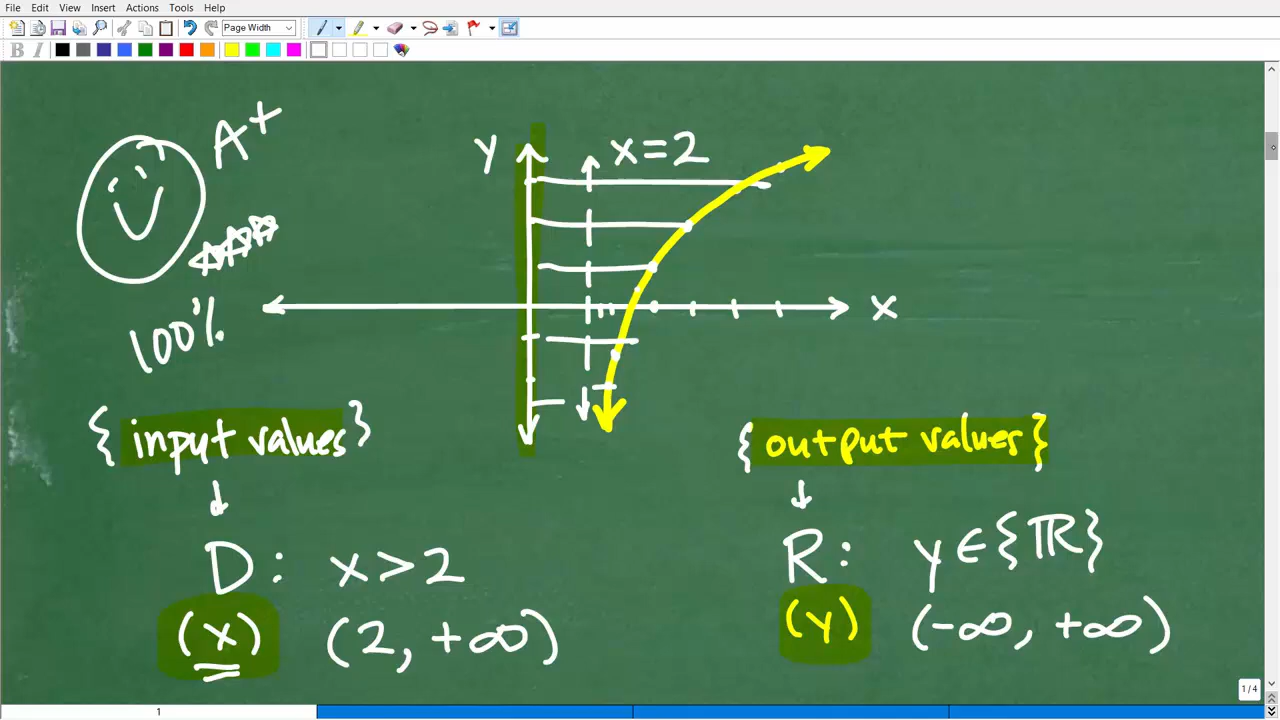 File Edit View Insert Actions Tools Help
Page Width
B I
A+
y x=2
100%
x
{ input values } { output values }
D: x>2 R: y∈{ℝ}
(x) (2, +∞) (y) (-∞, +∞)
1/4
1